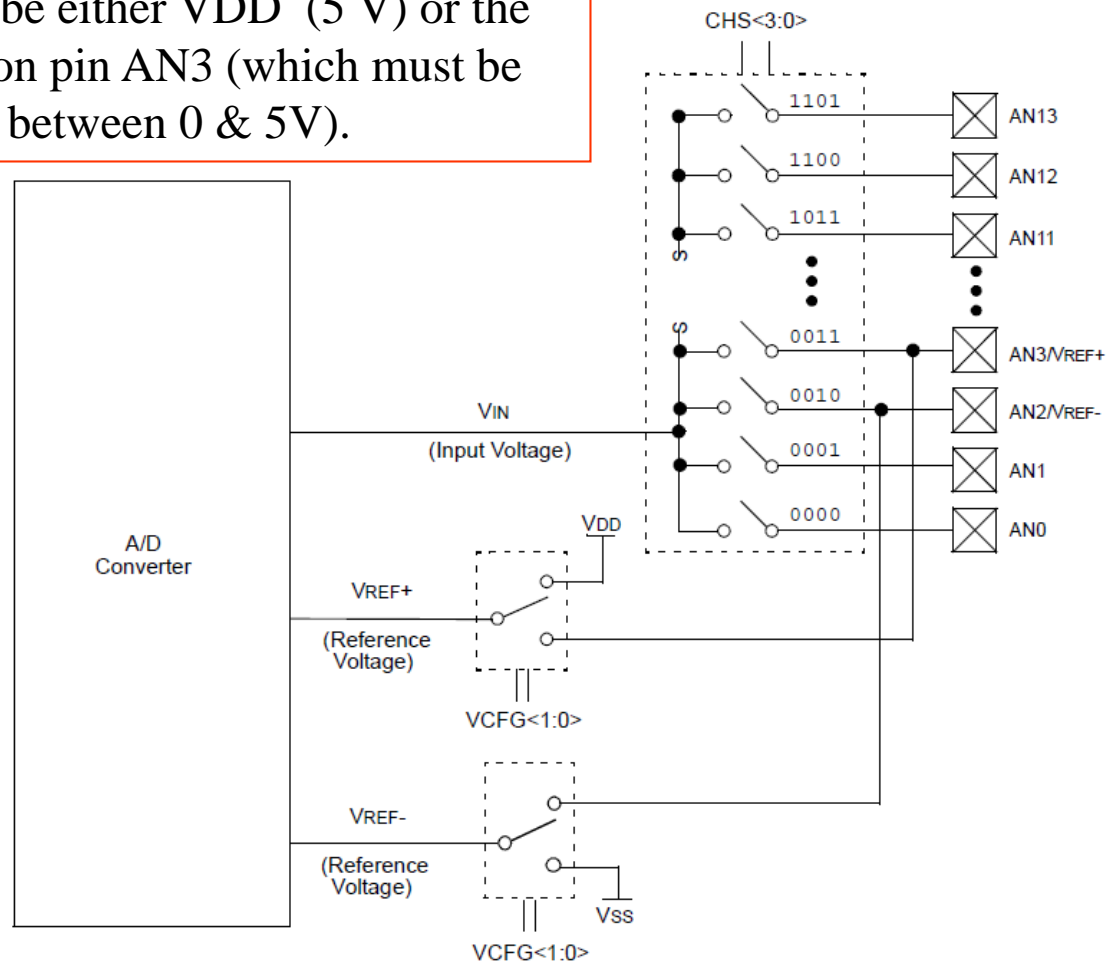 be either VDD (5 V) or the
on pin AN3 (which must be
between 0 & 5V).
CHS<3:0>
1101
AN13
1100
AN12
1011
AN11
S
S
0011
AN3/VREF+
0010
AN2/VREF-
VIN
(Input Voltage)
0001
AN1
0000
AN0
A/D
Converter
VDD
VREF+
(Reference
Voltage)
VCFG<1:0>
VREF-
(Reference
Voltage)
VSS
VCFG<1:0>